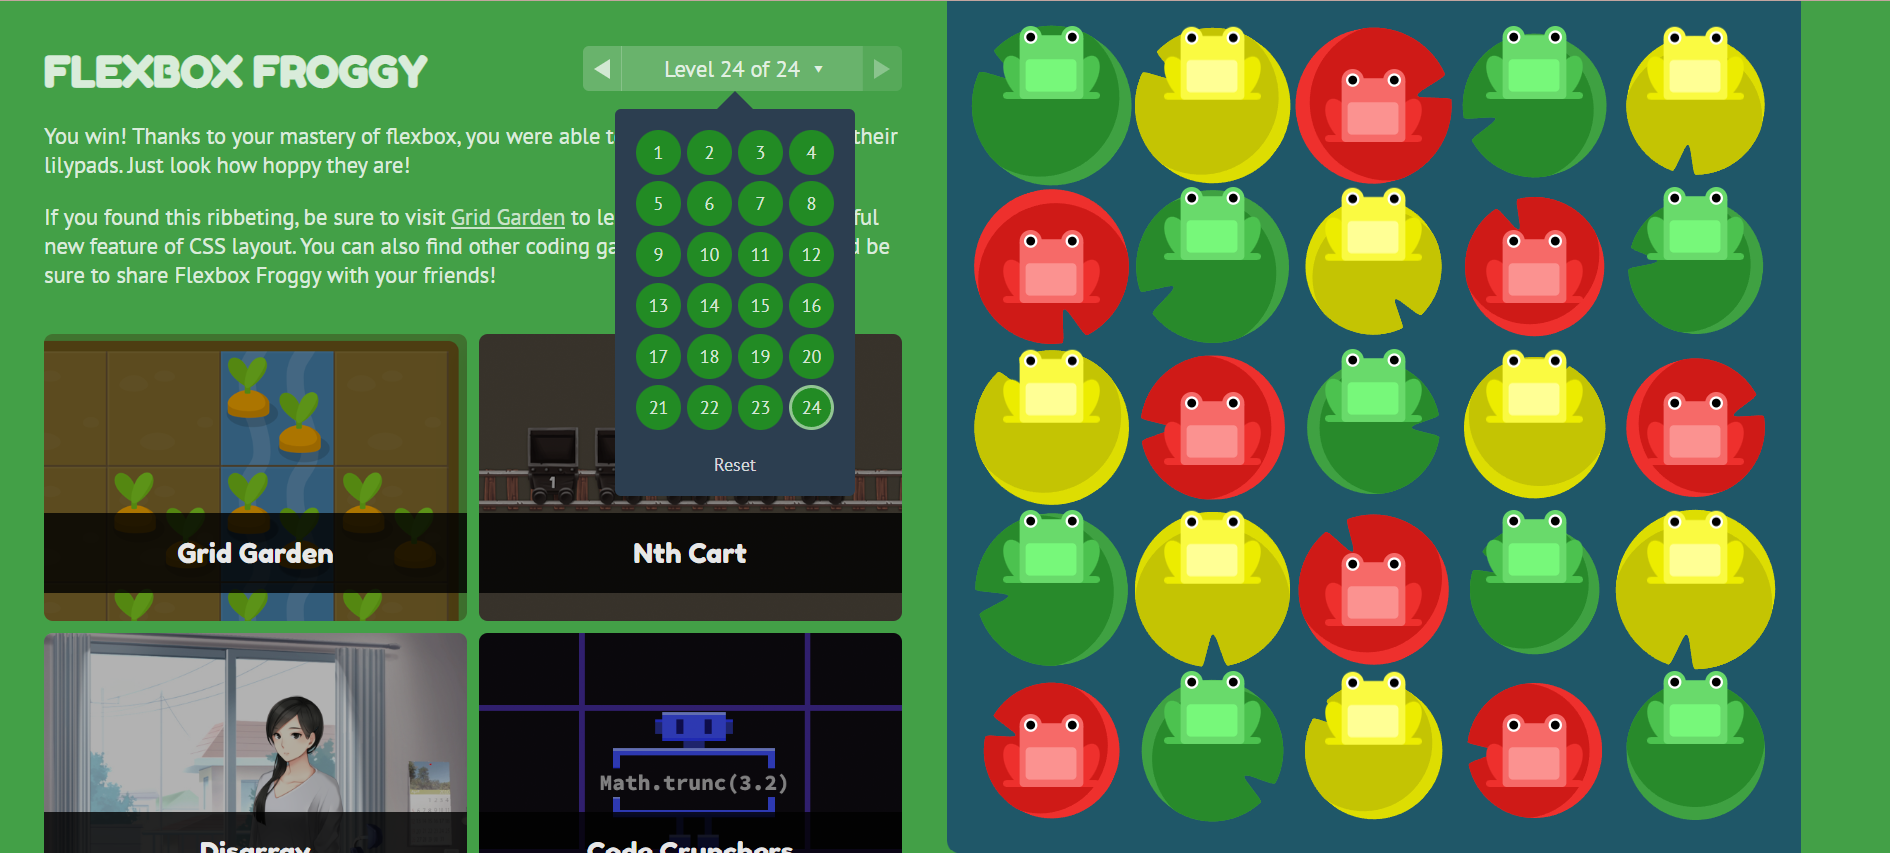 FLEXBOX FROGGY
Level 24 of 24
You win! Thanks to your mastery of flexbox, you were able their
lilypads. Just look how hoppy they are!
If you found this ribbeting, be sure to visit Grid Garden to
new feature of CSS layout. You can also find other coding be
sure to share Flexbox Froggy with your friends!
1 2 3 4
5 6 7 8
9 10 11 12
13 14 15 16
17 18 19 20
21 22 23 24
Reset
1
Grid Garden
Nth Cart
Math.trunc(3.2)
Disarray
Code Crunchers